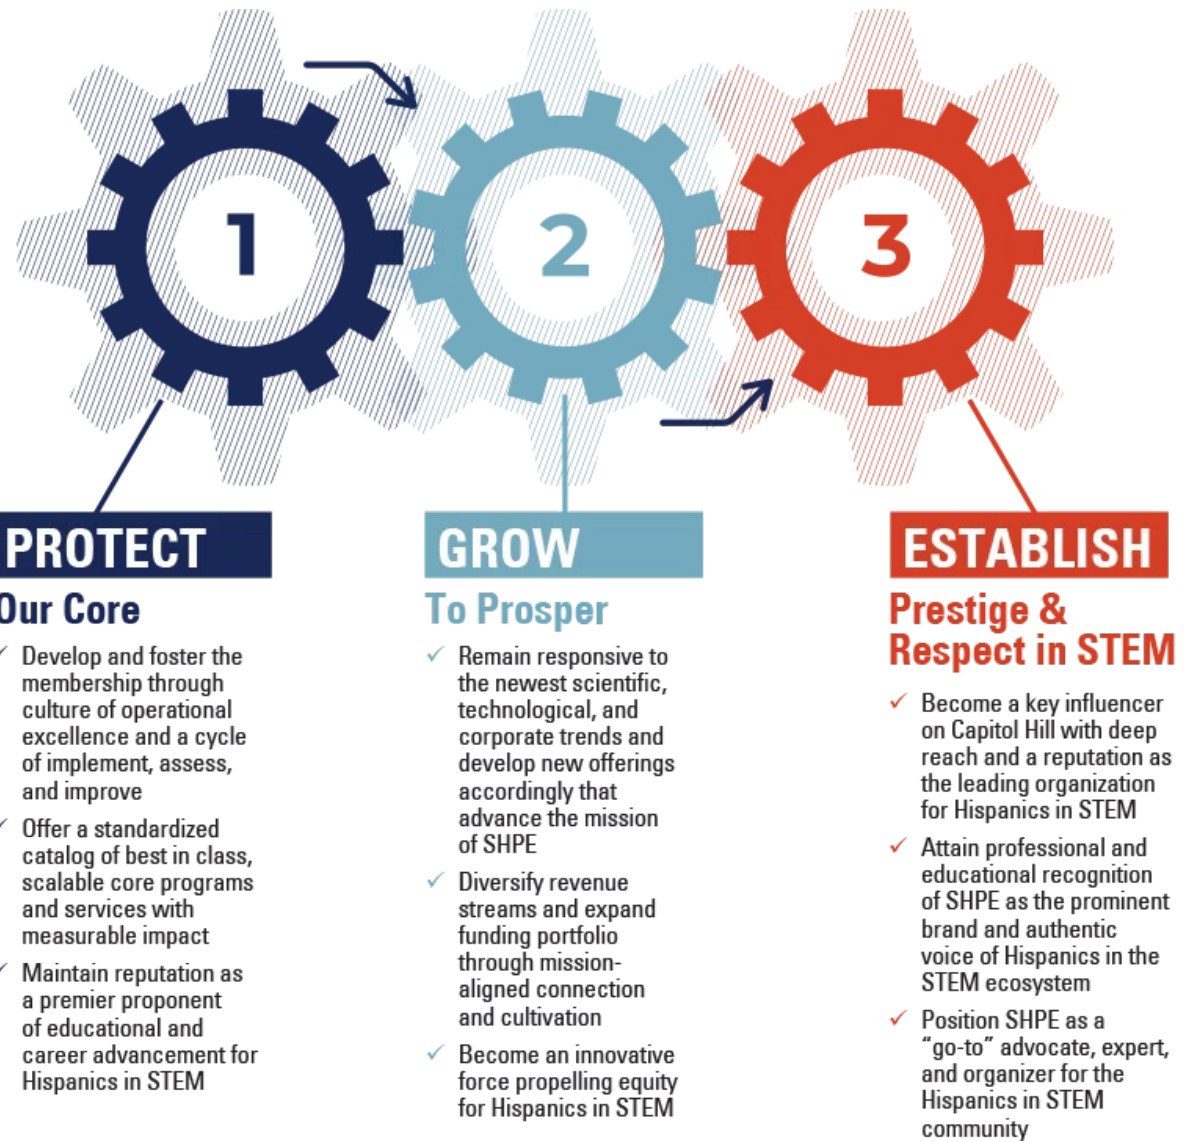 1
2
3
PROTECT
Our Core
Develop and foster the
membership through
culture of operational
excellence and a cycle
of implement, assess,
and improve
Offer a standardized
catalog of best in class,
scalable core programs
and services with
measurable impact
Maintain reputation as
a premier proponent
of educational and
career advancement for
Hispanics in STEM
GROW
To Prosper
Remain responsive to
the newest scientific,
technological, and
corporate trends and
develop new offerings
accordingly that
advance the mission
of SHPE
Diversify revenue
streams and expand
funding portfolio
through mission-
aligned connection
and cultivation
Become an innovative
force propelling equity
for Hispanics in STEM
ESTABLISH
Prestige &
Respect in STEM
Become a key influencer
on Capitol Hill with deep
reach and a reputation as
the leading organization
for Hispanics in STEM
Attain professional and
educational recognition
of SHPE as the prominent
brand and authentic
voice of Hispanics in the
STEM ecosystem
Position SHPE as a
“go-to” advocate, expert,
and organizer for the
Hispanics in STEM
community